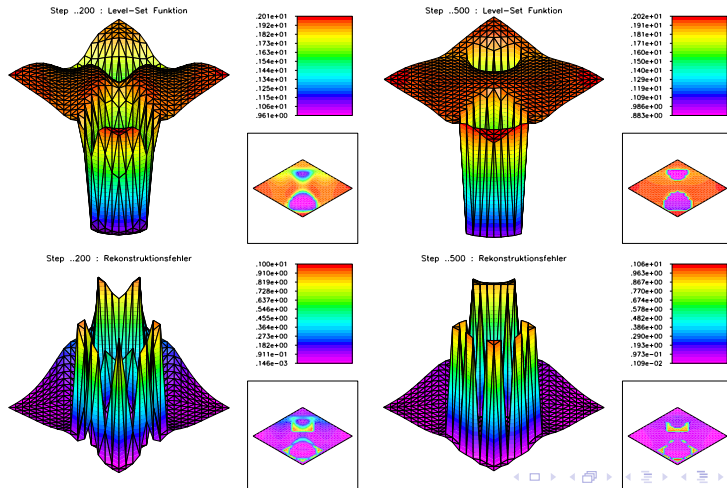 Step ..200 : Level-Set Funktion
.201e+01
.192e+01
.182e+01
.173e+01
.163e+01
.154e+01
.144e+01
.134e+01
.125e+01
.115e+01
.106e+01
.961e+00
Step ..500 : Level-Set Funktion
.202e+01
.192e+01
.181e+01
.171e+01
.161e+01
.150e+01
.140e+01
.130e+01
.119e+01
.109e+01
.986e+00
.883e+00
Step ..200 : Rekonstruktionsfehler
.100e+01
.910e+00
.819e+00
.728e+00
.637e+00
.546e+00
.455e+00
.364e+00
.273e+00
.182e+00
.911e-01
.146e-03
Step ..500 : Rekonstruktionsfehler
.106e+01
.963e+00
.867e+00
.770e+00
.674e+00
.578e+00
.482e+00
.386e+00
.290e+00
.193e+00
.973e-01
.109e-02